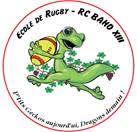 ECOLE DE RUGBY - RC BAHO XIII
P'tits Geckos aujourd'hui, Dragons demain !